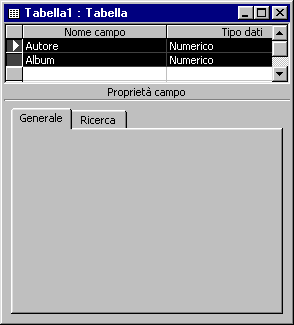 Tabella1 : Tabella
Nome campo Tipo dati
Autore Numerico
Album Numerico
Proprietà campo
Generale Ricerca